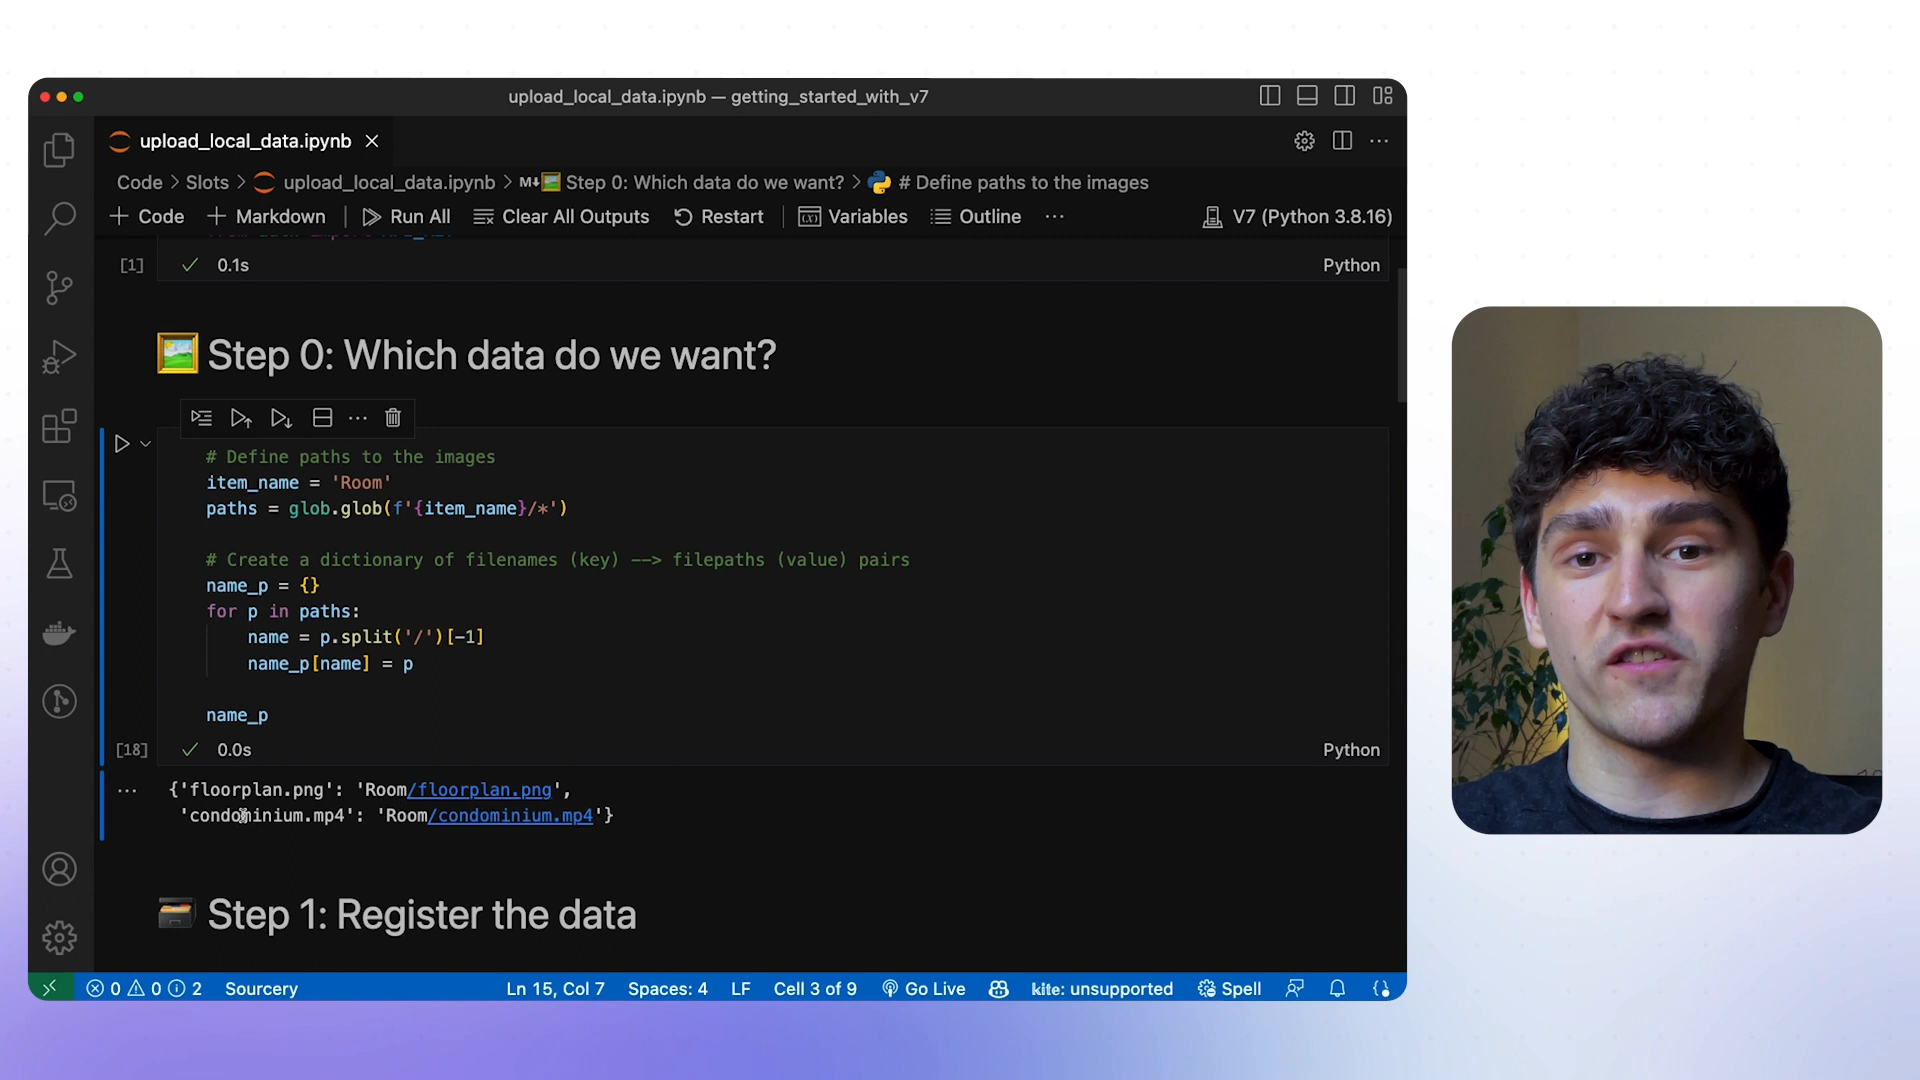 upload_local_data.ipynb — getting_started_with_v7
upload_local_data.ipynb
Code > Slots > upload_local_data.ipynb > M↓ Step 0: Which data do we want? > # Define paths to the images
+ Code + Markdown Run All Clear All Outputs Restart Variables Outline ··· V7 (Python 3.8.16)
[1] 0.1s Python
Step 0: Which data do we want?
# Define paths to the images
item_name = 'Room'
paths = glob.glob(f'{item_name}/*')
# Create a dictionary of filenames (key) ——> filepaths (value) pairs
name_p = {}
for p in paths:
name = p.split('/')[-1]
name_p[name] = p
name_p
[18] 0.0s Python
{'floorplan.png': 'Room/floorplan.png',
'condominium.mp4': 'Room/condominium.mp4'}
Step 1: Register the data
0 0 2 Sourcery Ln 15, Col 7 Spaces: 4 LF Cell 3 of 9 Go Live kite: unsupported Spell